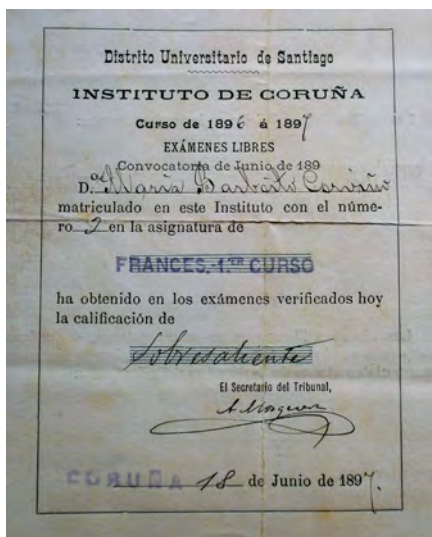 Distrito Universitario de Santiago
INSTITUTO DE CORUÑA
Curso de 1896 á 1897
EXÁMENES LIBRES
Convocatoria de Junio de 189
D.ª María Barbeito Cerviño
matriculado en este Instituto con el núme-
ro 2 en la asignatura de
FRANCES.-1.ER CURSO
ha obtenido en los exámenes verificados hoy
la calificación de
Sobresaliente
El Secretario del Tribunal,
CORUÑA 18 de Junio de 1897.